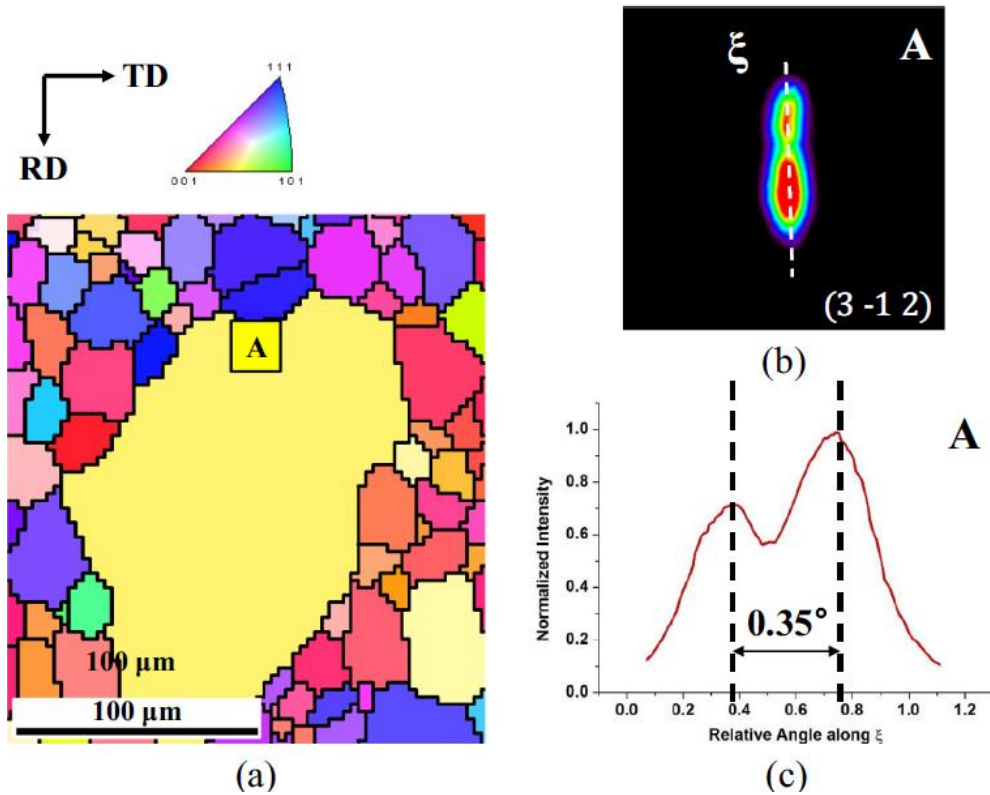 TD
RD
111
001
101
A
100 μm
100 μm
(a)
ξ
A
(3 -1 2)
(b)
A
Normalized Intensity
1.0
0.8
0.6
0.4
0.2
0.0
0.35°
0.0 0.2 0.4 0.6 0.8 1.0 1.2
Relative Angle along ξ
(c)